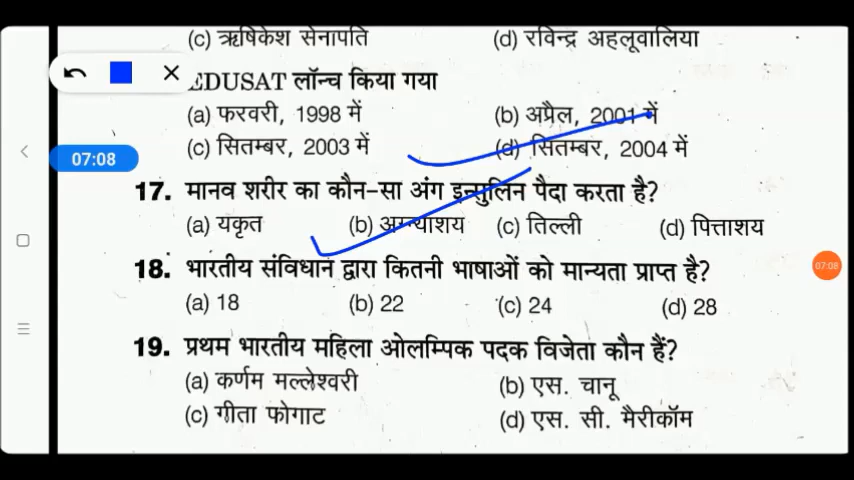 (c) ऋषिकेश सेनापति (d) रविन्द्र अहलूवालिया
EDUSAT लॉन्च किया गया
(a) फरवरी, 1998 में (b) अप्रैल, 2001 में
(c) सितम्बर, 2003 में (d) सितम्बर, 2004 में
07:08
17. मानव शरीर का कौन-सा अंग इन्सुलिन पैदा करता है?
(a) यकृत (b) अग्न्याशय (c) तिल्ली (d) पित्ताशय
18. भारतीय संविधान द्वारा कितनी भाषाओं को मान्यता प्राप्त है?
07:08
(a) 18 (b) 22 (c) 24 (d) 28
19. प्रथम भारतीय महिला ओलम्पिक पदक विजेता कौन हैं?
(a) कर्णम मल्लेश्वरी (b) एस. चानू
(c) गीता फोगाट (d) एस. सी. मैरीकॉम